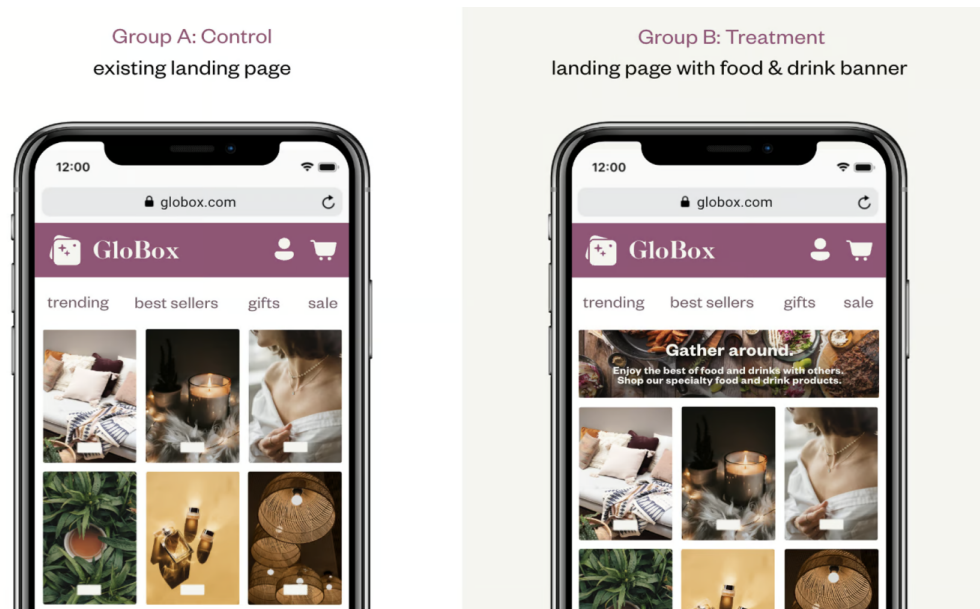 Group A: Control
existing landing page
12:00
globox.com
GloBox
trending best sellers gifts sale
Group B: Treatment
landing page with food & drink banner
12:00
globox.com
GloBox
trending best sellers gifts sale
Gather around.
Enjoy the best of food and drinks with others.
Shop our specialty food and drink products.